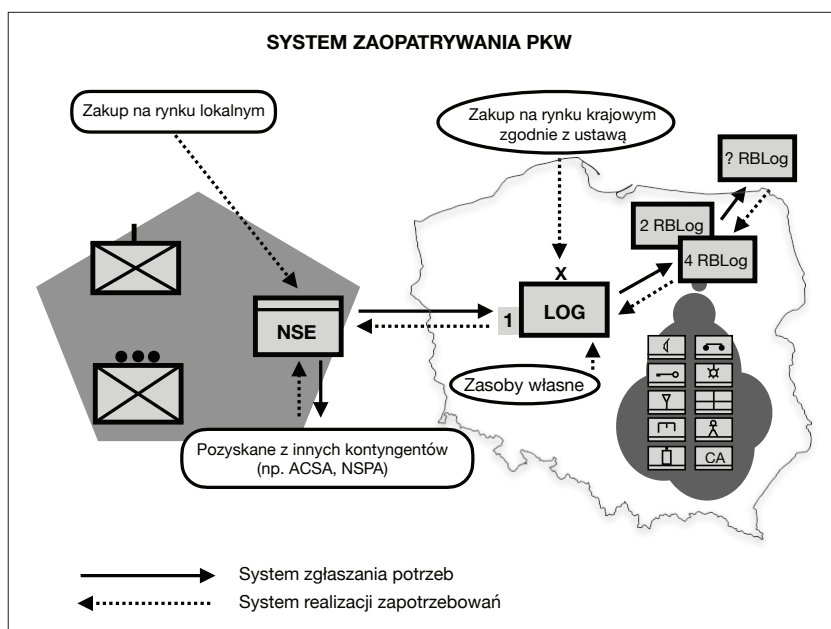 SYSTEM ZAOPATRYWANIA PKW
Zakup na rynku lokalnym
Zakup na rynku krajowym
zgodnie z ustawą
? RBLog
2 RBLog
4 RBLog
X
1
LOG
NSE
Zasoby własne
Pozyskane z innych kontyngentów
(np. ACSA, NSPA)
CA
System zgłaszania potrzeb
System realizacji zapotrzebowań